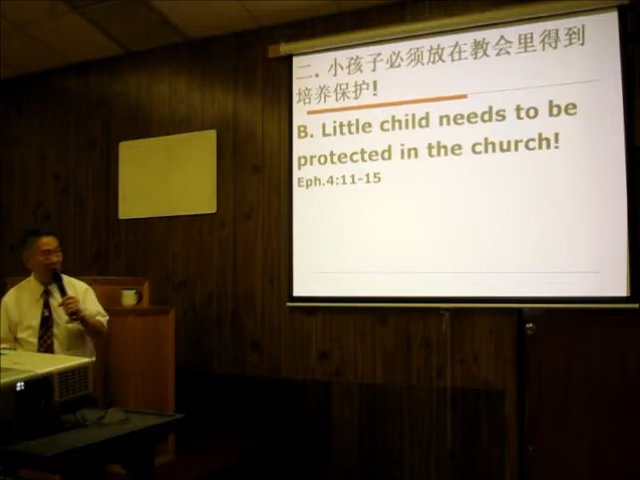 二. 小孩子必须放在教会里得到
培养保护!
B. Little child needs to be
protected in the church!
Eph.4:11-15